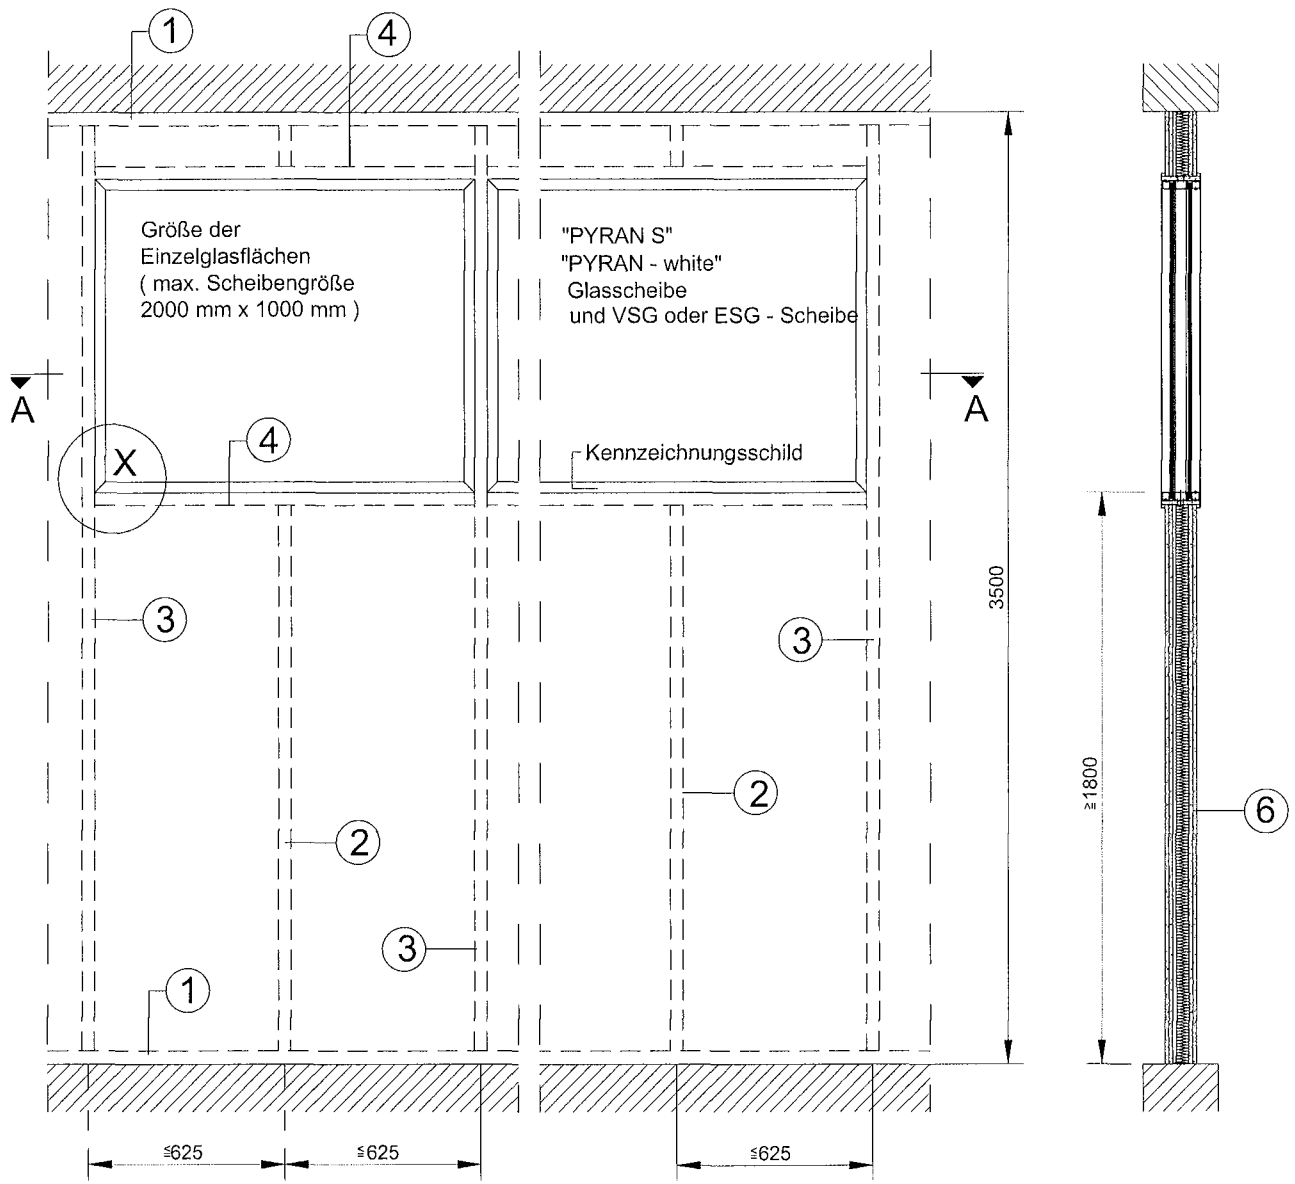 1
4
Größe der
Einzelglasflächen
( max. Scheibengröße
2000 mm x 1000 mm )
"PYRAN S"
"PYRAN - white"
Glasscheibe
und VSG oder ESG - Scheibe
A
A
X
4
Kennzeichnungsschild
3
3
3500
2
2
≥1800
6
3
1
≤625
≤625
≤625